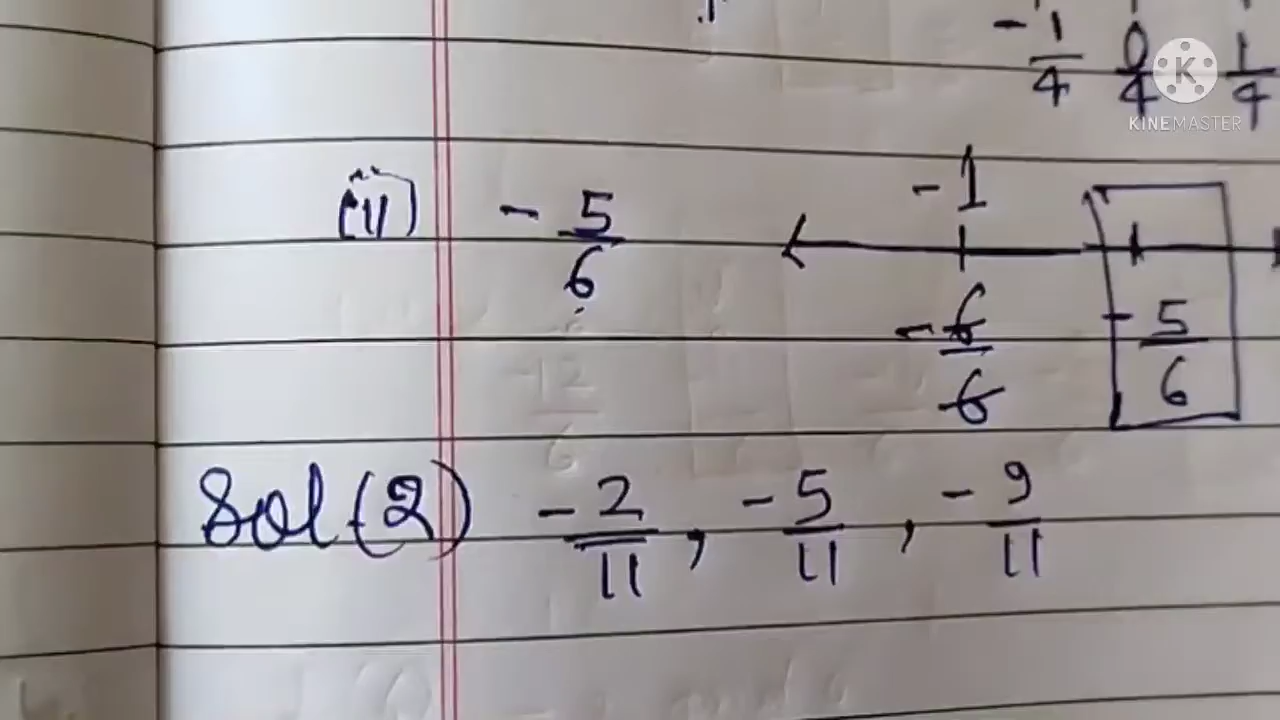 -1/4 0/4 1/4
KINEMASTER
(ii) -5/6 -1
-6/6 -5/6
Sol (2) -2/11, -5/11, -9/11